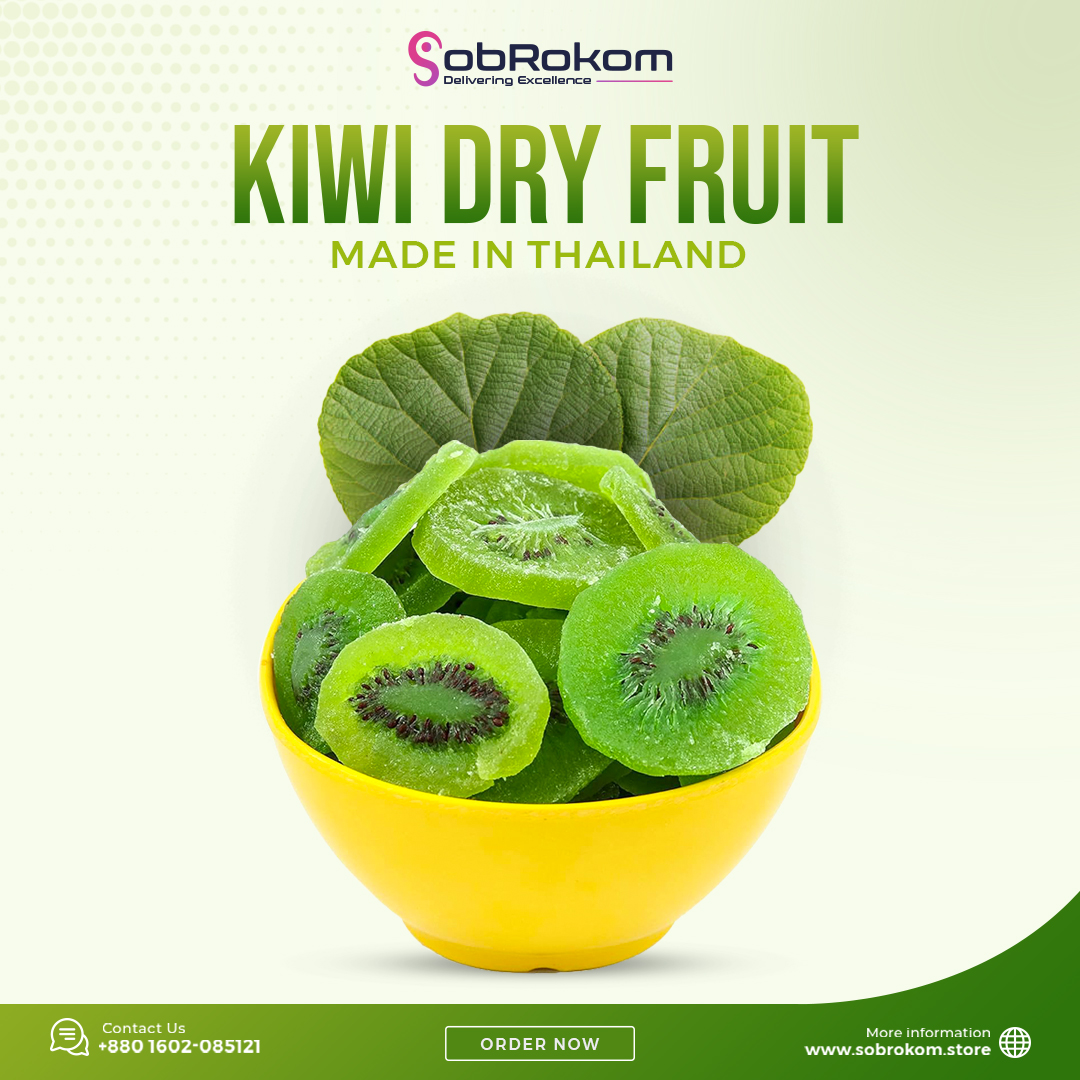 SobRokom
Delivering Excellence
KIWI DRY FRUIT
MADE IN THAILAND
Contact Us
+880 1602-085121
ORDER NOW
More information
www.sobrokom.store